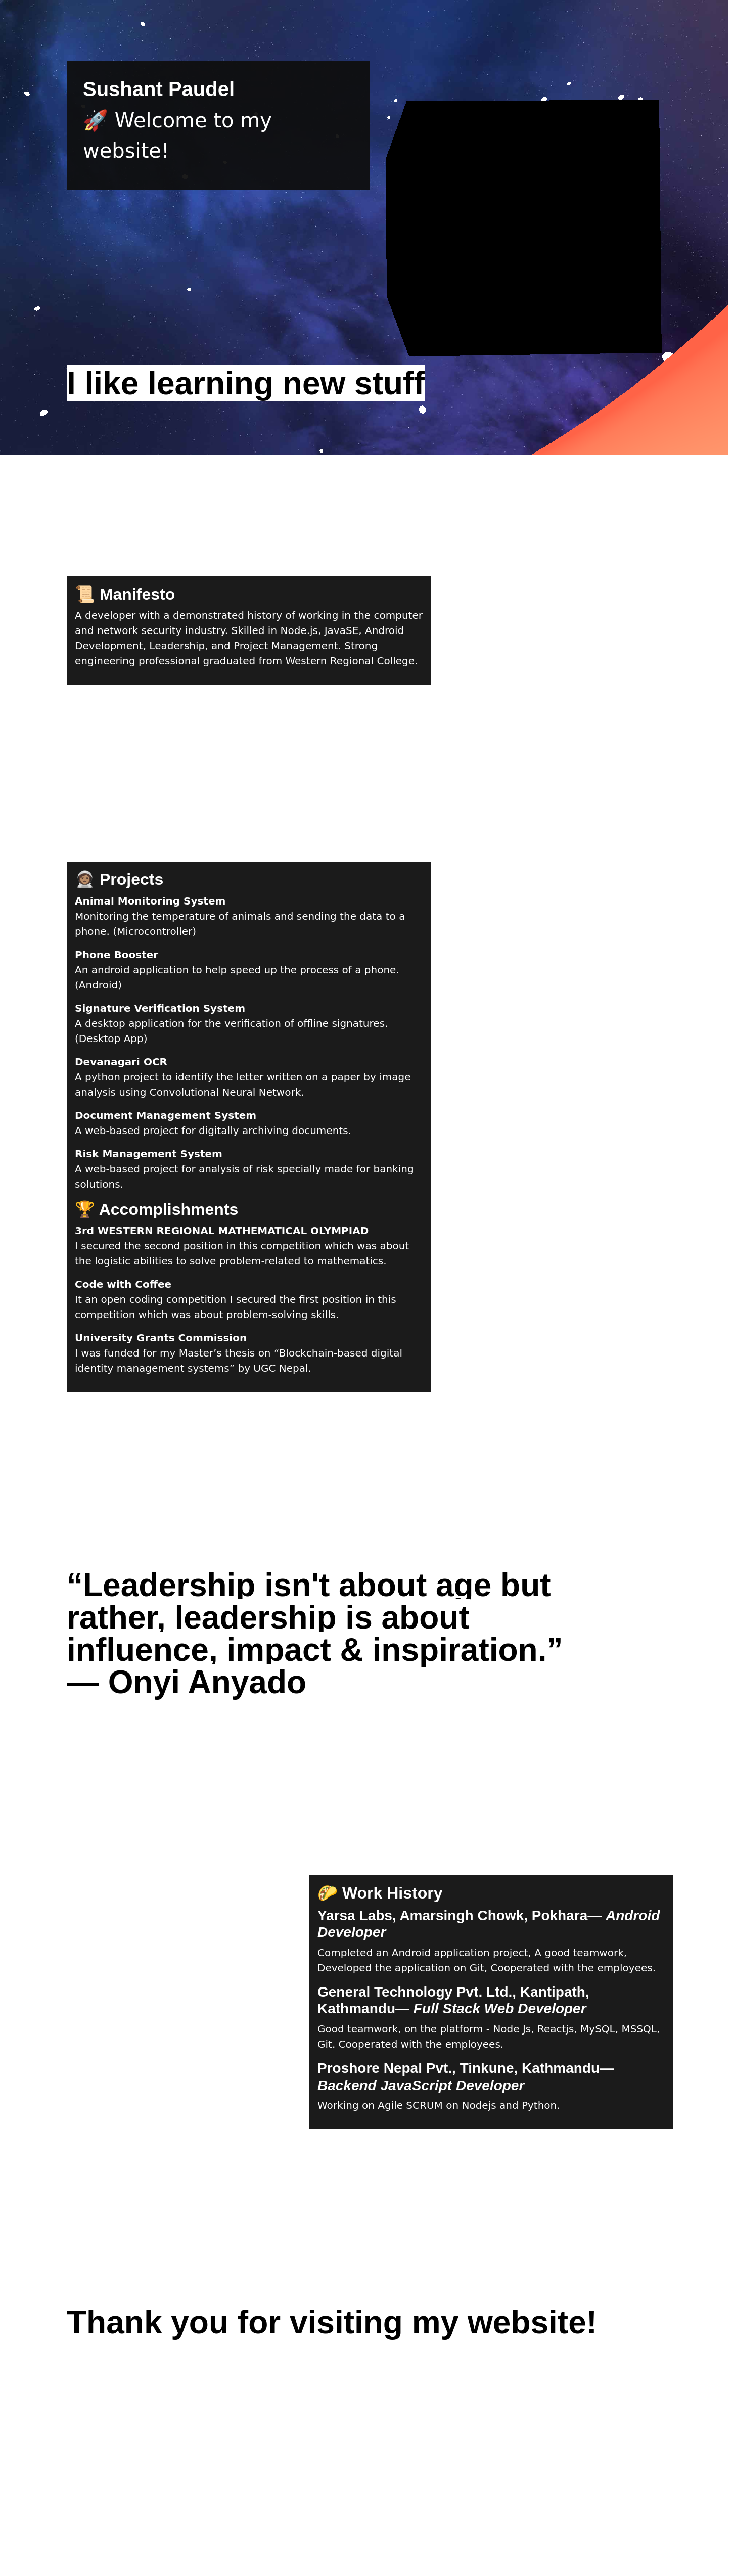 Sushant Paudel
🚀 Welcome to my
website!
I like learning new stuff
📜 Manifesto
A developer with a demonstrated history of working in the computer
and network security industry. Skilled in Node.js, JavaSE, Android
Development, Leadership, and Project Management. Strong
engineering professional graduated from Western Regional College.
👩🏽‍🚀 Projects
Animal Monitoring System
Monitoring the temperature of animals and sending the data to a
phone. (Microcontroller)
Phone Booster
An android application to help speed up the process of a phone.
(Android)
Signature Verification System
A desktop application for the verification of offline signatures.
(Desktop App)
Devanagari OCR
A python project to identify the letter written on a paper by image
analysis using Convolutional Neural Network.
Document Management System
A web-based project for digitally archiving documents.
Risk Management System
A web-based project for analysis of risk specially made for banking
solutions.
🏆 Accomplishments
3rd WESTERN REGIONAL MATHEMATICAL OLYMPIAD
I secured the second position in this competition which was about
the logistic abilities to solve problem-related to mathematics.
Code with Coffee
It an open coding competition I secured the first position in this
competition which was about problem-solving skills.
University Grants Commission
I was funded for my Master’s thesis on “Blockchain-based digital
identity management systems” by UGC Nepal.
“Leadership isn't about age but
rather, leadership is about
influence, impact & inspiration.”
— Onyi Anyado
🌮 Work History
Yarsa Labs, Amarsingh Chowk, Pokhara— Android
Developer
Completed an Android application project, A good teamwork,
Developed the application on Git, Cooperated with the employees.
General Technology Pvt. Ltd., Kantipath,
Kathmandu— Full Stack Web Developer
Good teamwork, on the platform - Node Js, Reactjs, MySQL, MSSQL,
Git. Cooperated with the employees.
Proshore Nepal Pvt., Tinkune, Kathmandu—
Backend JavaScript Developer
Working on Agile SCRUM on Nodejs and Python.
Thank you for visiting my website!